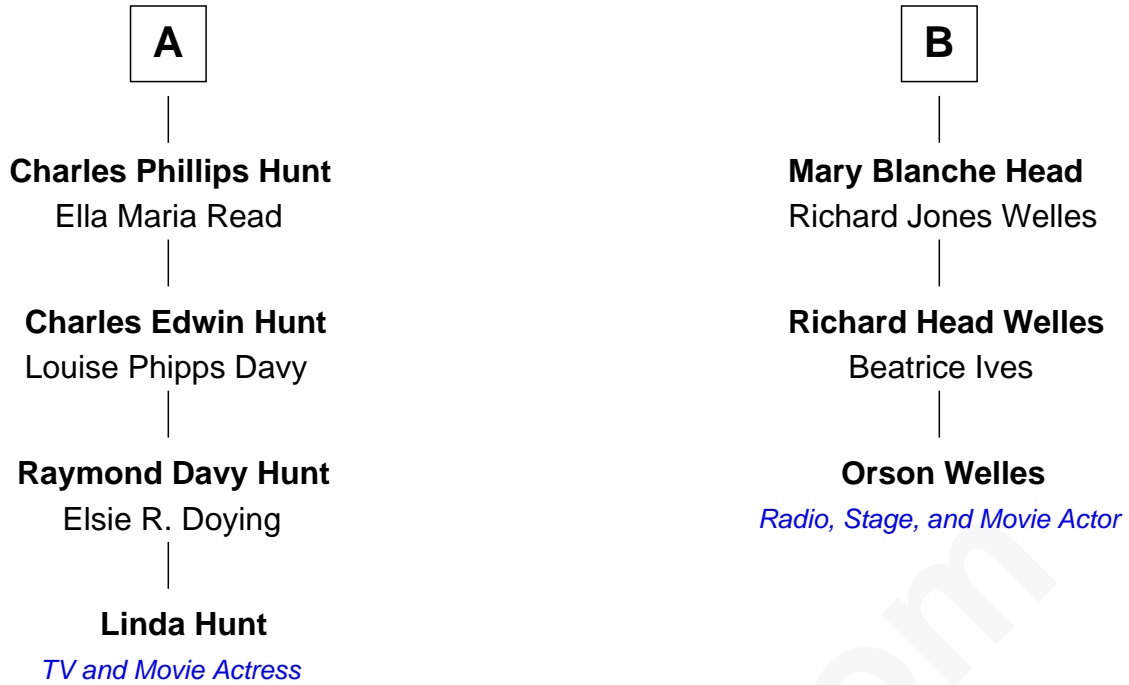 A
Charles Phillips Hunt
Ella Maria Read
Charles Edwin Hunt
Louise Phipps Davy
Raymond Davy Hunt
Elsie R. Doying
Linda Hunt
TV and Movie Actress
B
Mary Blanche Head
Richard Jones Welles
Richard Head Welles
Beatrice Ives
Orson Welles
Radio, Stage, and Movie Actor